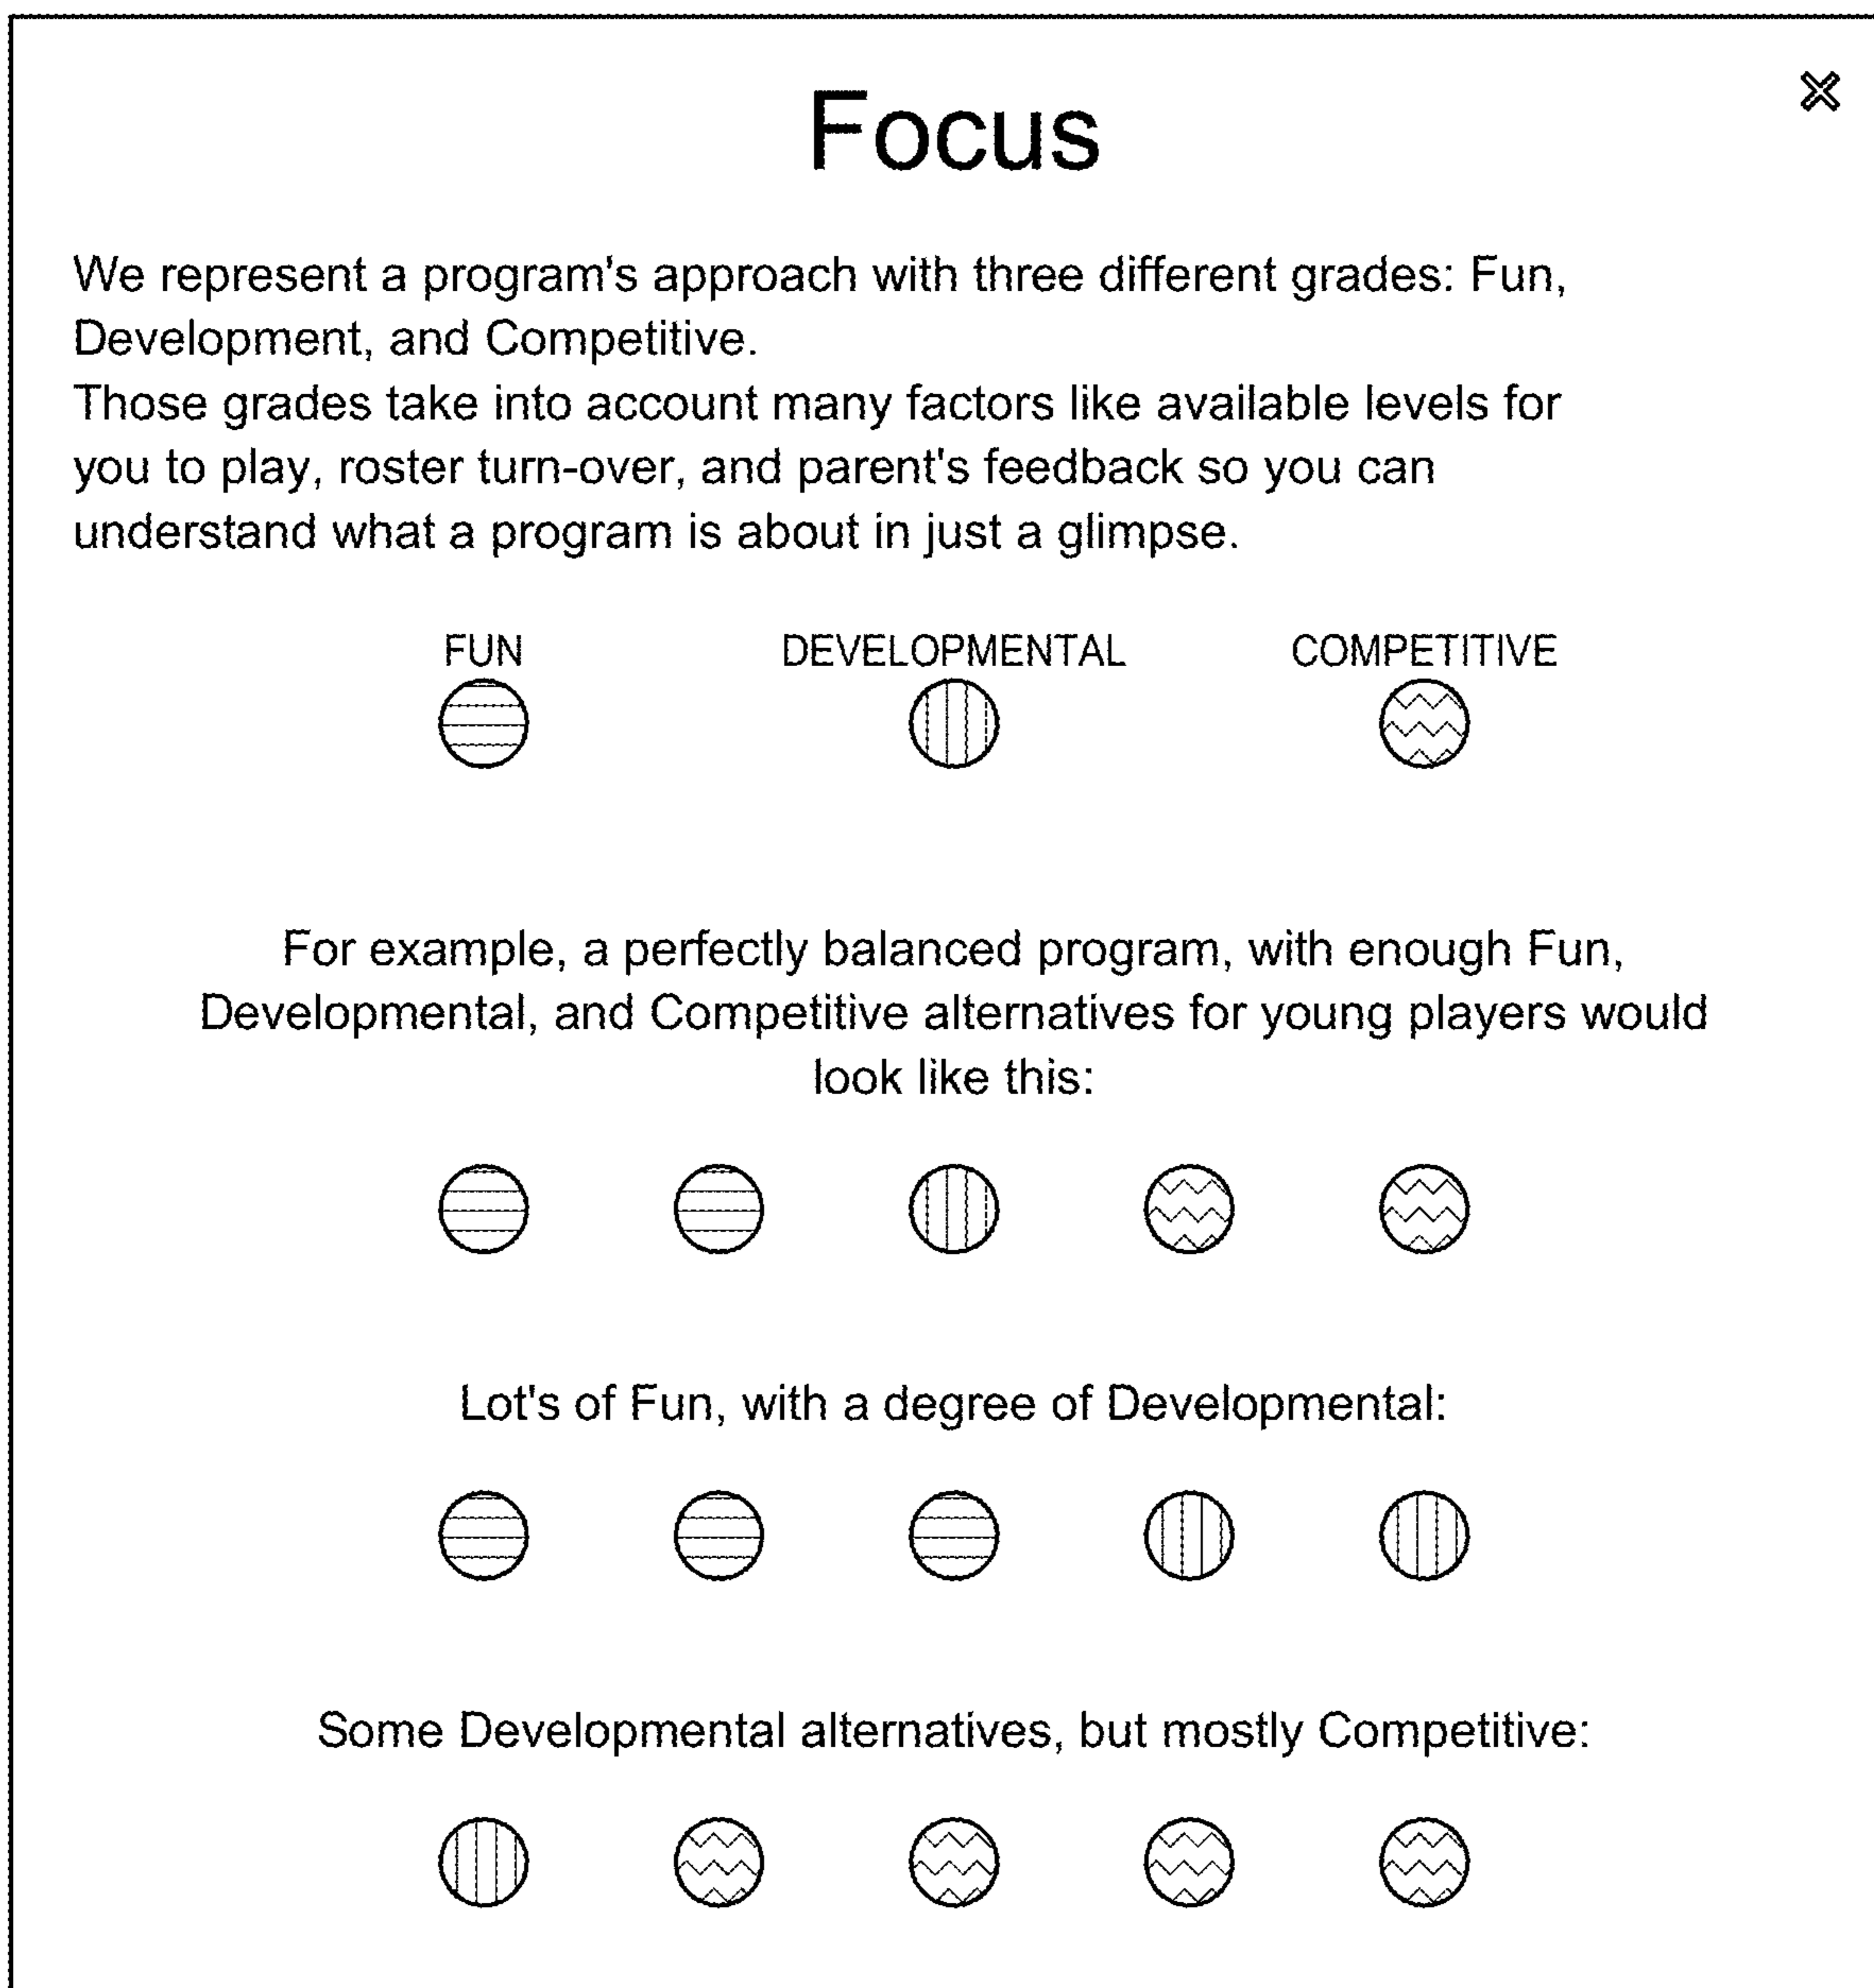 Focus
We represent a program's approach with three different grades: Fun,
Development, and Competitive.
Those grades take into account many factors like available levels for
you to play, roster turn-over, and parent's feedback so you can
understand what a program is about in just a glimpse.
FUN DEVELOPMENTAL COMPETITIVE
For example, a perfectly balanced program, with enough Fun,
Developmental, and Competitive alternatives for young players would
look like this:
Lot's of Fun, with a degree of Developmental:
Some Developmental alternatives, but mostly Competitive: